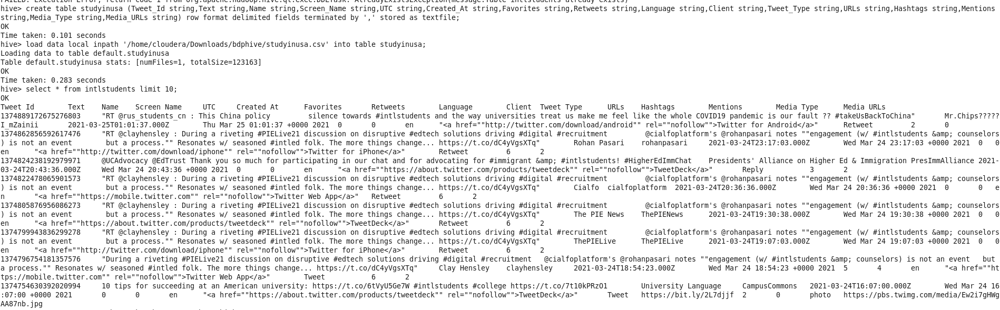 FAILED: Execution Error, return code 1 from org.apache.hadoop.hive.ql.exec.DDLTask. AlreadyExistsException(message:Table intlstudents already exists)
hive> create table studyinusa (Tweet_Id string,Text string,Name string,Screen_Name string,UTC string,Created_At string,Favorites string,Retweets string,Language string,Client string,Tweet_Type string,URLs string,Hashtags string,Mentions
string,Media_Type string,Media_URLs string) row format delimited fields terminated by ',' stored as textfile;
OK
Time taken: 0.101 seconds
hive> load data local inpath '/home/cloudera/Downloads/bdphive/studyinusa.csv' into table studyinusa;
Loading data to table default.studyinusa
Table default.studyinusa stats: [numFiles=1, totalSize=123163]
OK
Time taken: 0.283 seconds
hive> select * from intlstudents limit 10;
OK
Tweet Id Text Name Screen Name UTC Created At Favorites Retweets Language Client Tweet Type URLs Hashtags Mentions Media Type Media URLs
1374889172675276803 "RT @rus_students_cn : This China policy silence towards #intlstudents and the way universities treat us make me feel like the whole COVID19 pandemic is our fault ?? #takeUsBackToChina" Mr.Chips?????
I_mZainii 2021-03-25T01:01:37.000Z Thu Mar 25 01:01:37 +0000 2021 0 0 en "<a href=""http://twitter.com/download/android"" rel=""nofollow"">Twitter for Android</a>" Retweet 2 0
1374862856592617476 "RT @clayhensley : During a riveting #PIELive21 discussion on disruptive #edtech solutions driving #digital #recruitment @cialfoplatform's @rohanpasari notes ""engagement (w/ #intlstudents &amp; counselors
) is not an event but a process."" Resonates w/ seasoned #intled folk. The more things change... https://t.co/dC4yVgsXTq" Rohan Pasari rohanpasari 2021-03-24T23:17:03.000Z Wed Mar 24 23:17:03 +0000 2021 0 0
en "<a href=""http://twitter.com/download/iphone"" rel=""nofollow"">Twitter for iPhone</a>" Retweet 6 2
1374824238192979971 @UCAdvocacy @EdTrust Thank you so much for participating in our chat and for advocating for #immigrant &amp; #intlstudents! #HigherEdImmChat Presidents' Alliance on Higher Ed & Immigration PresImmAlliance 2021-
03-24T20:43:36.000Z Wed Mar 24 20:43:36 +0000 2021 0 0 en "<a href=""https://about.twitter.com/products/tweetdeck"" rel=""nofollow"">TweetDeck</a>" Reply 3 2
1374822478065901573 "RT @clayhensley : During a riveting #PIELive21 discussion on disruptive #edtech solutions driving #digital #recruitment @cialfoplatform's @rohanpasari notes ""engagement (w/ #intlstudents &amp; counselors
) is not an event but a process."" Resonates w/ seasoned #intled folk. The more things change... https://t.co/dC4yVgsXTq" Cialfo cialfoplatform 2021-03-24T20:36:36.000Z Wed Mar 24 20:36:36 +0000 2021 0 0 e
n "<a href=""https://mobile.twitter.com"" rel=""nofollow"">Twitter Web App</a>" Retweet 6 2
1374805876956086273 "RT @clayhensley : During a riveting #PIELive21 discussion on disruptive #edtech solutions driving #digital #recruitment @cialfoplatform's @rohanpasari notes ""engagement (w/ #intlstudents &amp; counselors
) is not an event but a process."" Resonates w/ seasoned #intled folk. The more things change... https://t.co/dC4yVgsXTq" The PIE News ThePIENews 2021-03-24T19:30:38.000Z Wed Mar 24 19:30:38 +0000 2021 0 0
en "<a href=""https://about.twitter.com/products/tweetdeck"" rel=""nofollow"">TweetDeck</a>" Retweet 6 2
1374799943836299278 "RT @clayhensley : During a riveting #PIELive21 discussion on disruptive #edtech solutions driving #digital #recruitment @cialfoplatform's @rohanpasari notes ""engagement (w/ #intlstudents &amp; counselors
) is not an event but a process."" Resonates w/ seasoned #intled folk. The more things change... https://t.co/dC4yVgsXTq" ThePIELive ThePIELive 2021-03-24T19:07:03.000Z Wed Mar 24 19:07:03 +0000 2021 0 0
en "<a href=""http://twitter.com/download/iphone"" rel=""nofollow"">Twitter for iPhone</a>" Retweet 6 2
1374796754181357576 "During a riveting #PIELive21 discussion on disruptive #edtech solutions driving #digital #recruitment @cialfoplatform's @rohanpasari notes ""engagement (w/ #intlstudents &amp; counselors) is not an event but
a process."" Resonates w/ seasoned #intled folk. The more things change... https://t.co/dC4yVgsXTq" Clay Hensley clayhensley 2021-03-24T18:54:23.000Z Wed Mar 24 18:54:23 +0000 2021 5 4 en "<a href=""ht
tps://mobile.twitter.com"" rel=""nofollow"">Twitter Web App</a>" Tweet 6 2
1374754630392020994 10 tips for succeeding at an American university: https://t.co/6tVyU5Ge7W #intlstudents #college https://t.co/7t10kPRzO1 University Language CampusCommons 2021-03-24T16:07:00.000Z Wed Mar 24 16
:07:00 +0000 2021 0 0 en "<a href=""https://about.twitter.com/products/tweetdeck"" rel=""nofollow"">TweetDeck</a>" Tweet https://bit.ly/2L7djjf 2 0 photo https://pbs.twimg.com/media/Ew2i7gHWg
AA87nb.jpg